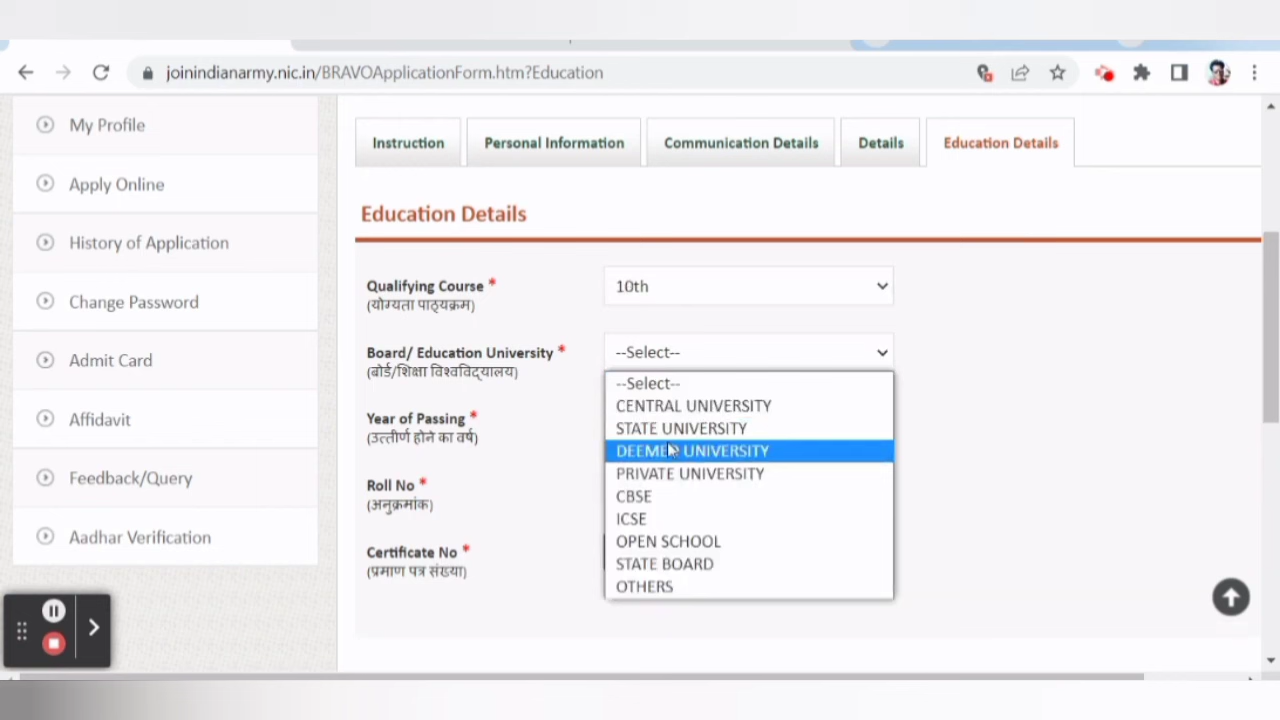 joinindianarmy.nic.in/BRAVOApplicationForm.htm?Education
My Profile
Apply Online
History of Application
Change Password
Admit Card
Affidavit
Feedback/Query
Aadhar Verification
Instruction
Personal Information
Communication Details
Details
Education Details
Education Details
Qualifying Course *
(योग्यता पाठ्यक्रम)
10th
Board/ Education University *
(बोर्ड/शिक्षा विश्वविद्यालय)
--Select--
--Select--
CENTRAL UNIVERSITY
STATE UNIVERSITY
DEEMED UNIVERSITY
PRIVATE UNIVERSITY
CBSE
ICSE
OPEN SCHOOL
STATE BOARD
OTHERS
Year of Passing *
(उत्तीर्ण होने का वर्ष)
Roll No *
(अनुक्रमांक)
Certificate No *
(प्रमाण पत्र संख्या)